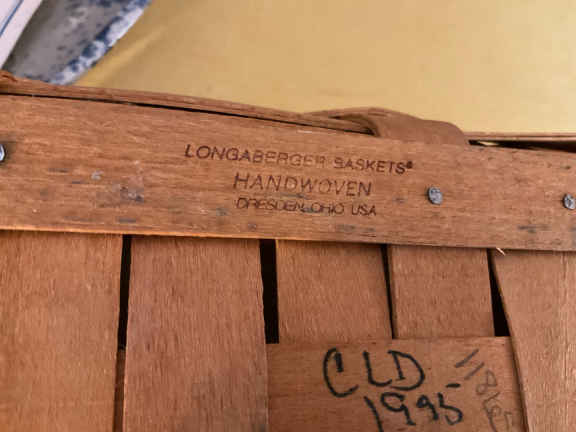 LONGABERGER BASKETS®
HANDWOVEN
DRESDEN, OHIO USA
CLD
1995